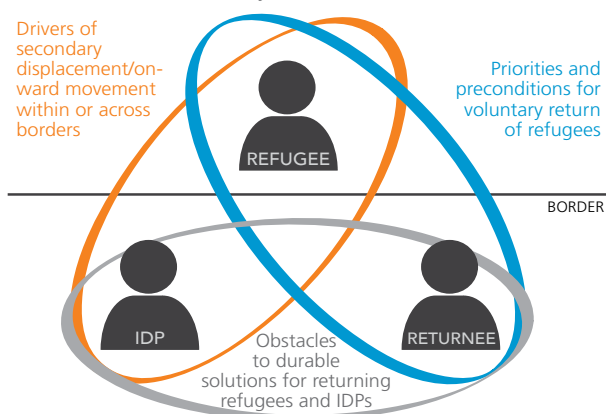 Drivers of
secondary
displacement/on-
ward movement
within or across
borders
Priorities and
preconditions for
voluntary return
of refugees
REFUGEE
BORDER
IDP
RETURNEE
Obstacles
to durable
solutions for returning
refugees and IDPs